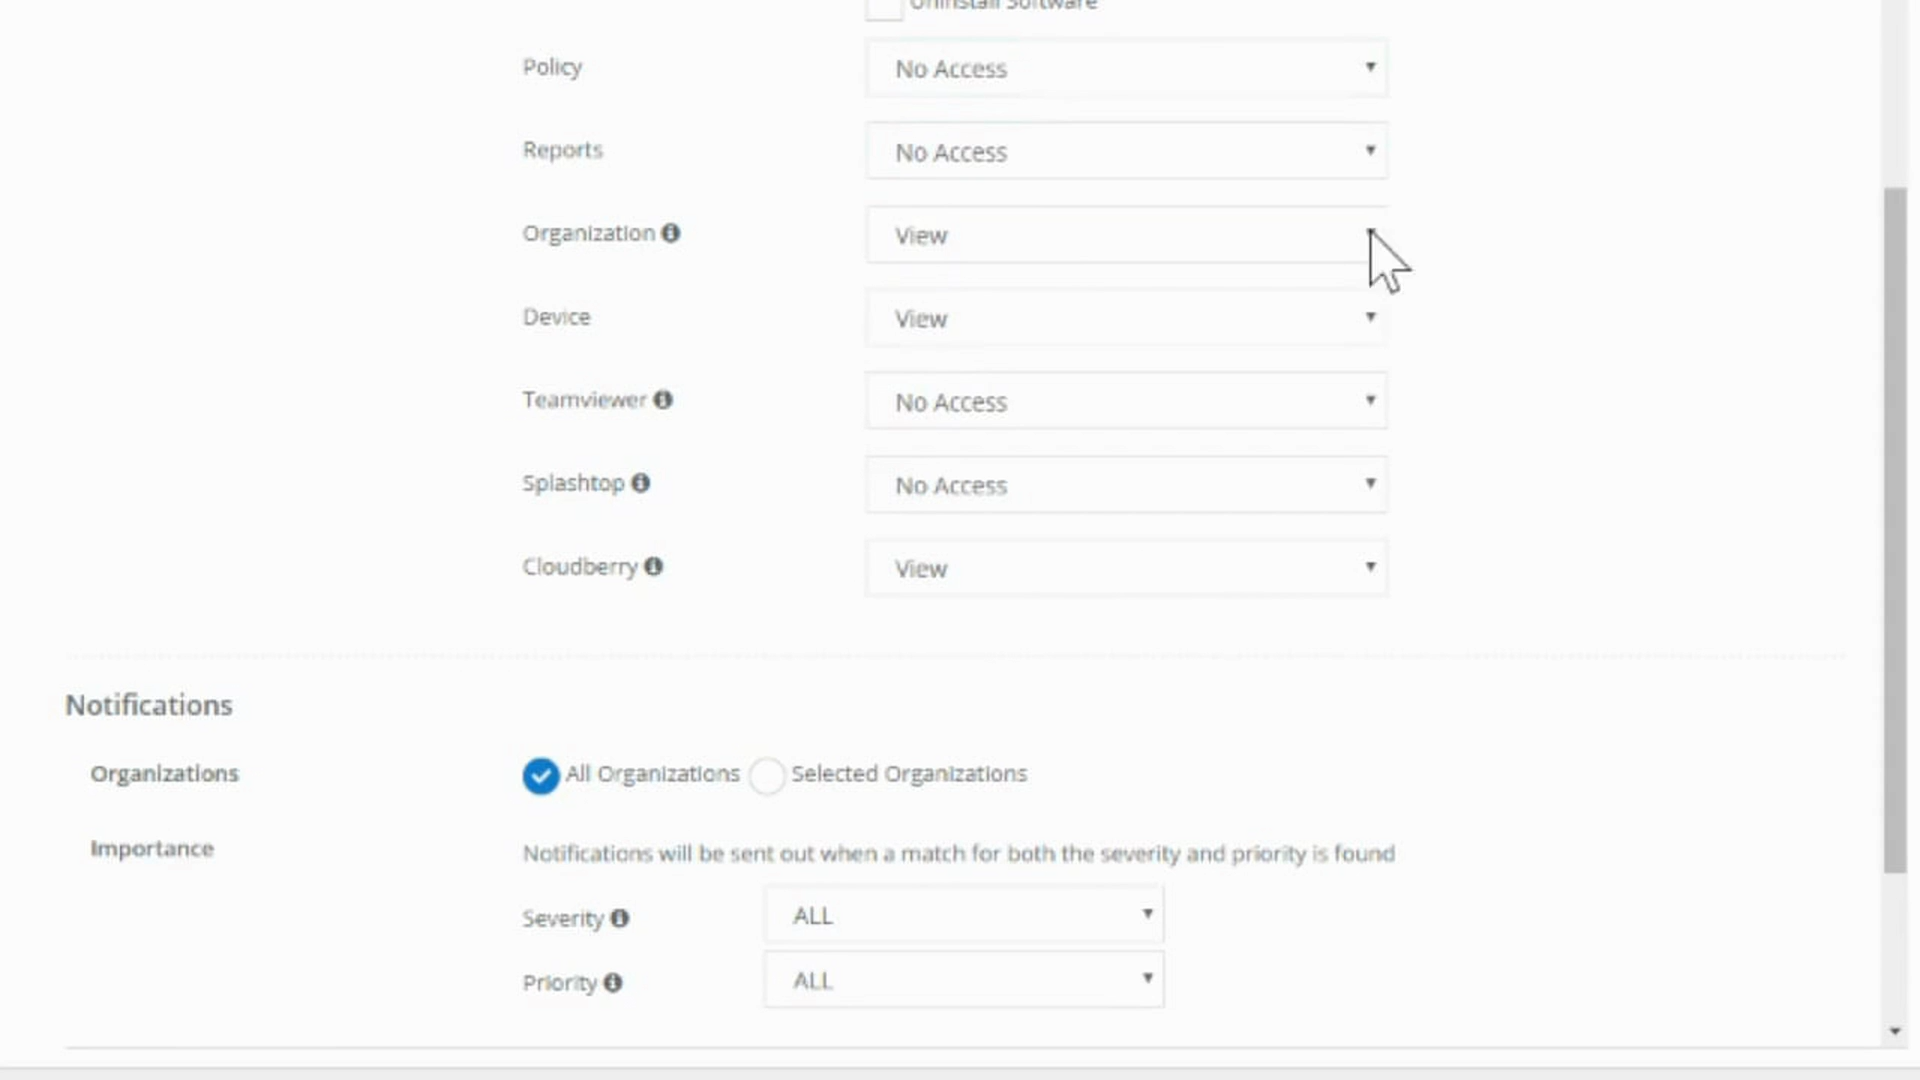 Uninstall Software
Policy No Access
Reports No Access
Organization View
Device View
Teamviewer No Access
Splashtop No Access
Cloudberry View
Notifications
Organizations All Organizations Selected Organizations
Importance Notifications will be sent out when a match for both the severity and priority is found
Severity ALL
Priority ALL